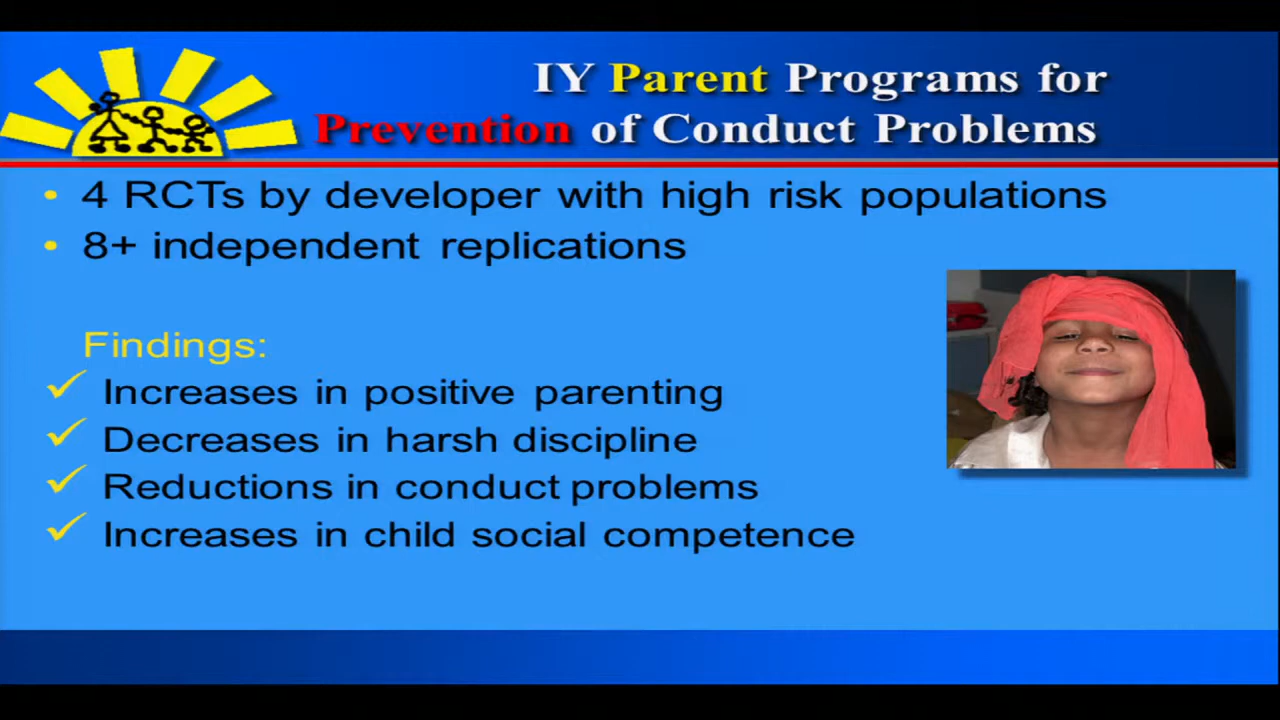 IY Parent Programs for
Prevention of Conduct Problems
• 4 RCTs by developer with high risk populations
• 8+ independent replications
Findings:
✓ Increases in positive parenting
✓ Decreases in harsh discipline
✓ Reductions in conduct problems
✓ Increases in child social competence